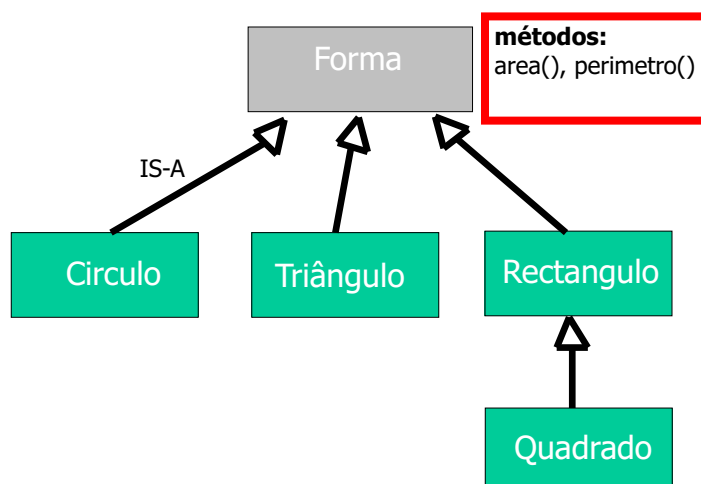 Forma
métodos:
area(), perimetro()
IS-A
Circulo
Triângulo
Rectangulo
Quadrado